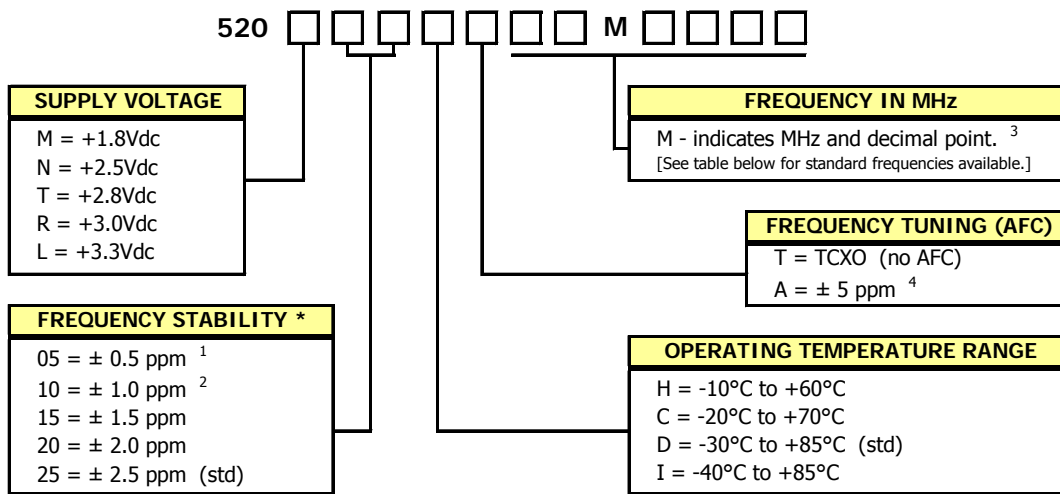 520 M
SUPPLY VOLTAGE
M = +1.8Vdc
N = +2.5Vdc
T = +2.8Vdc
R = +3.0Vdc
L = +3.3Vdc
FREQUENCY STABILITY *
05 = ± 0.5 ppm 1
10 = ± 1.0 ppm 2
15 = ± 1.5 ppm
20 = ± 2.0 ppm
25 = ± 2.5 ppm (std)
FREQUENCY IN MHz
M - indicates MHz and decimal point. 3
[See table below for standard frequencies available.]
FREQUENCY TUNING (AFC)
T = TCXO (no AFC)
A = ± 5 ppm 4
OPERATING TEMPERATURE RANGE
H = -10°C to +60°C
C = -20°C to +70°C
D = -30°C to +85°C (std)
I = -40°C to +85°C